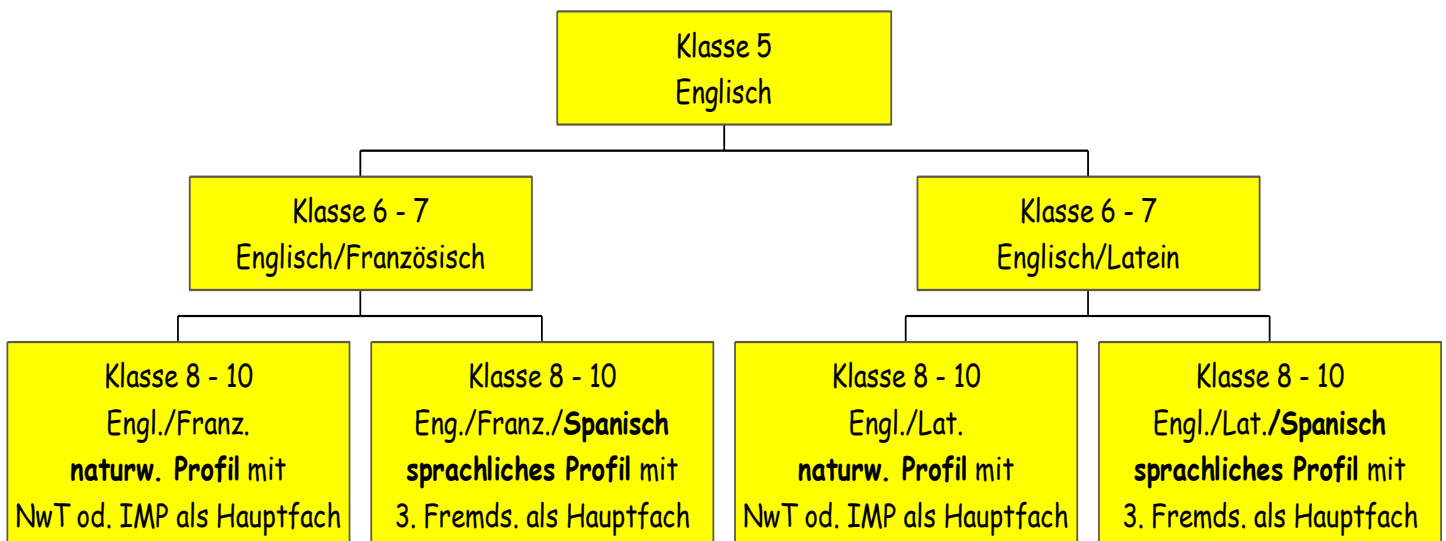 Klasse 5
Englisch
Klasse 6 - 7
Englisch/Französisch
Klasse 6 - 7
Englisch/Latein
Klasse 8 - 10
Engl./Franz.
naturw. Profil mit
NwT od. IMP als Hauptfach
Klasse 8 - 10
Eng./Franz./Spanisch
sprachliches Profil mit
3. Fremds. als Hauptfach
Klasse 8 - 10
Engl./Lat.
naturw. Profil mit
NwT od. IMP als Hauptfach
Klasse 8 - 10
Engl./Lat./Spanisch
sprachliches Profil mit
3. Fremds. als Hauptfach